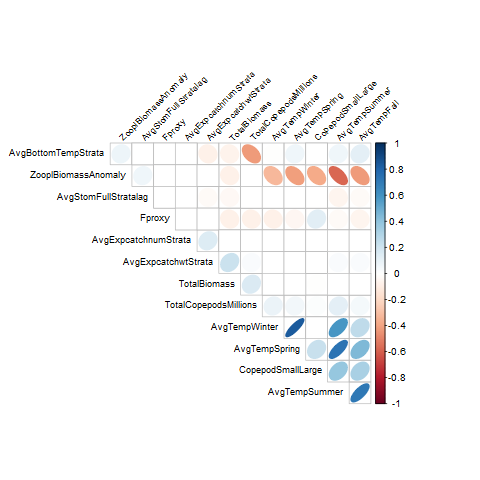 ZooplBiomassAnomaly
AvgStomFullStratalag
Fproxy
AvgExpcatchnumStrata
AvgExpcatchwtStrata
TotalBiomass
TotalCopepodsMillions
AvgTempWinter
AvgTempSpring
CopepodSmallLarge
AvgTempSummer
AvgTempFall
AvgBottomTempStrata
ZooplBiomassAnomaly
AvgStomFullStratalag
Fproxy
AvgExpcatchnumStrata
AvgExpcatchwtStrata
TotalBiomass
TotalCopepodsMillions
AvgTempWinter
AvgTempSpring
CopepodSmallLarge
AvgTempSummer
1
0.8
0.6
0.4
0.2
0
-0.2
-0.4
-0.6
-0.8
-1